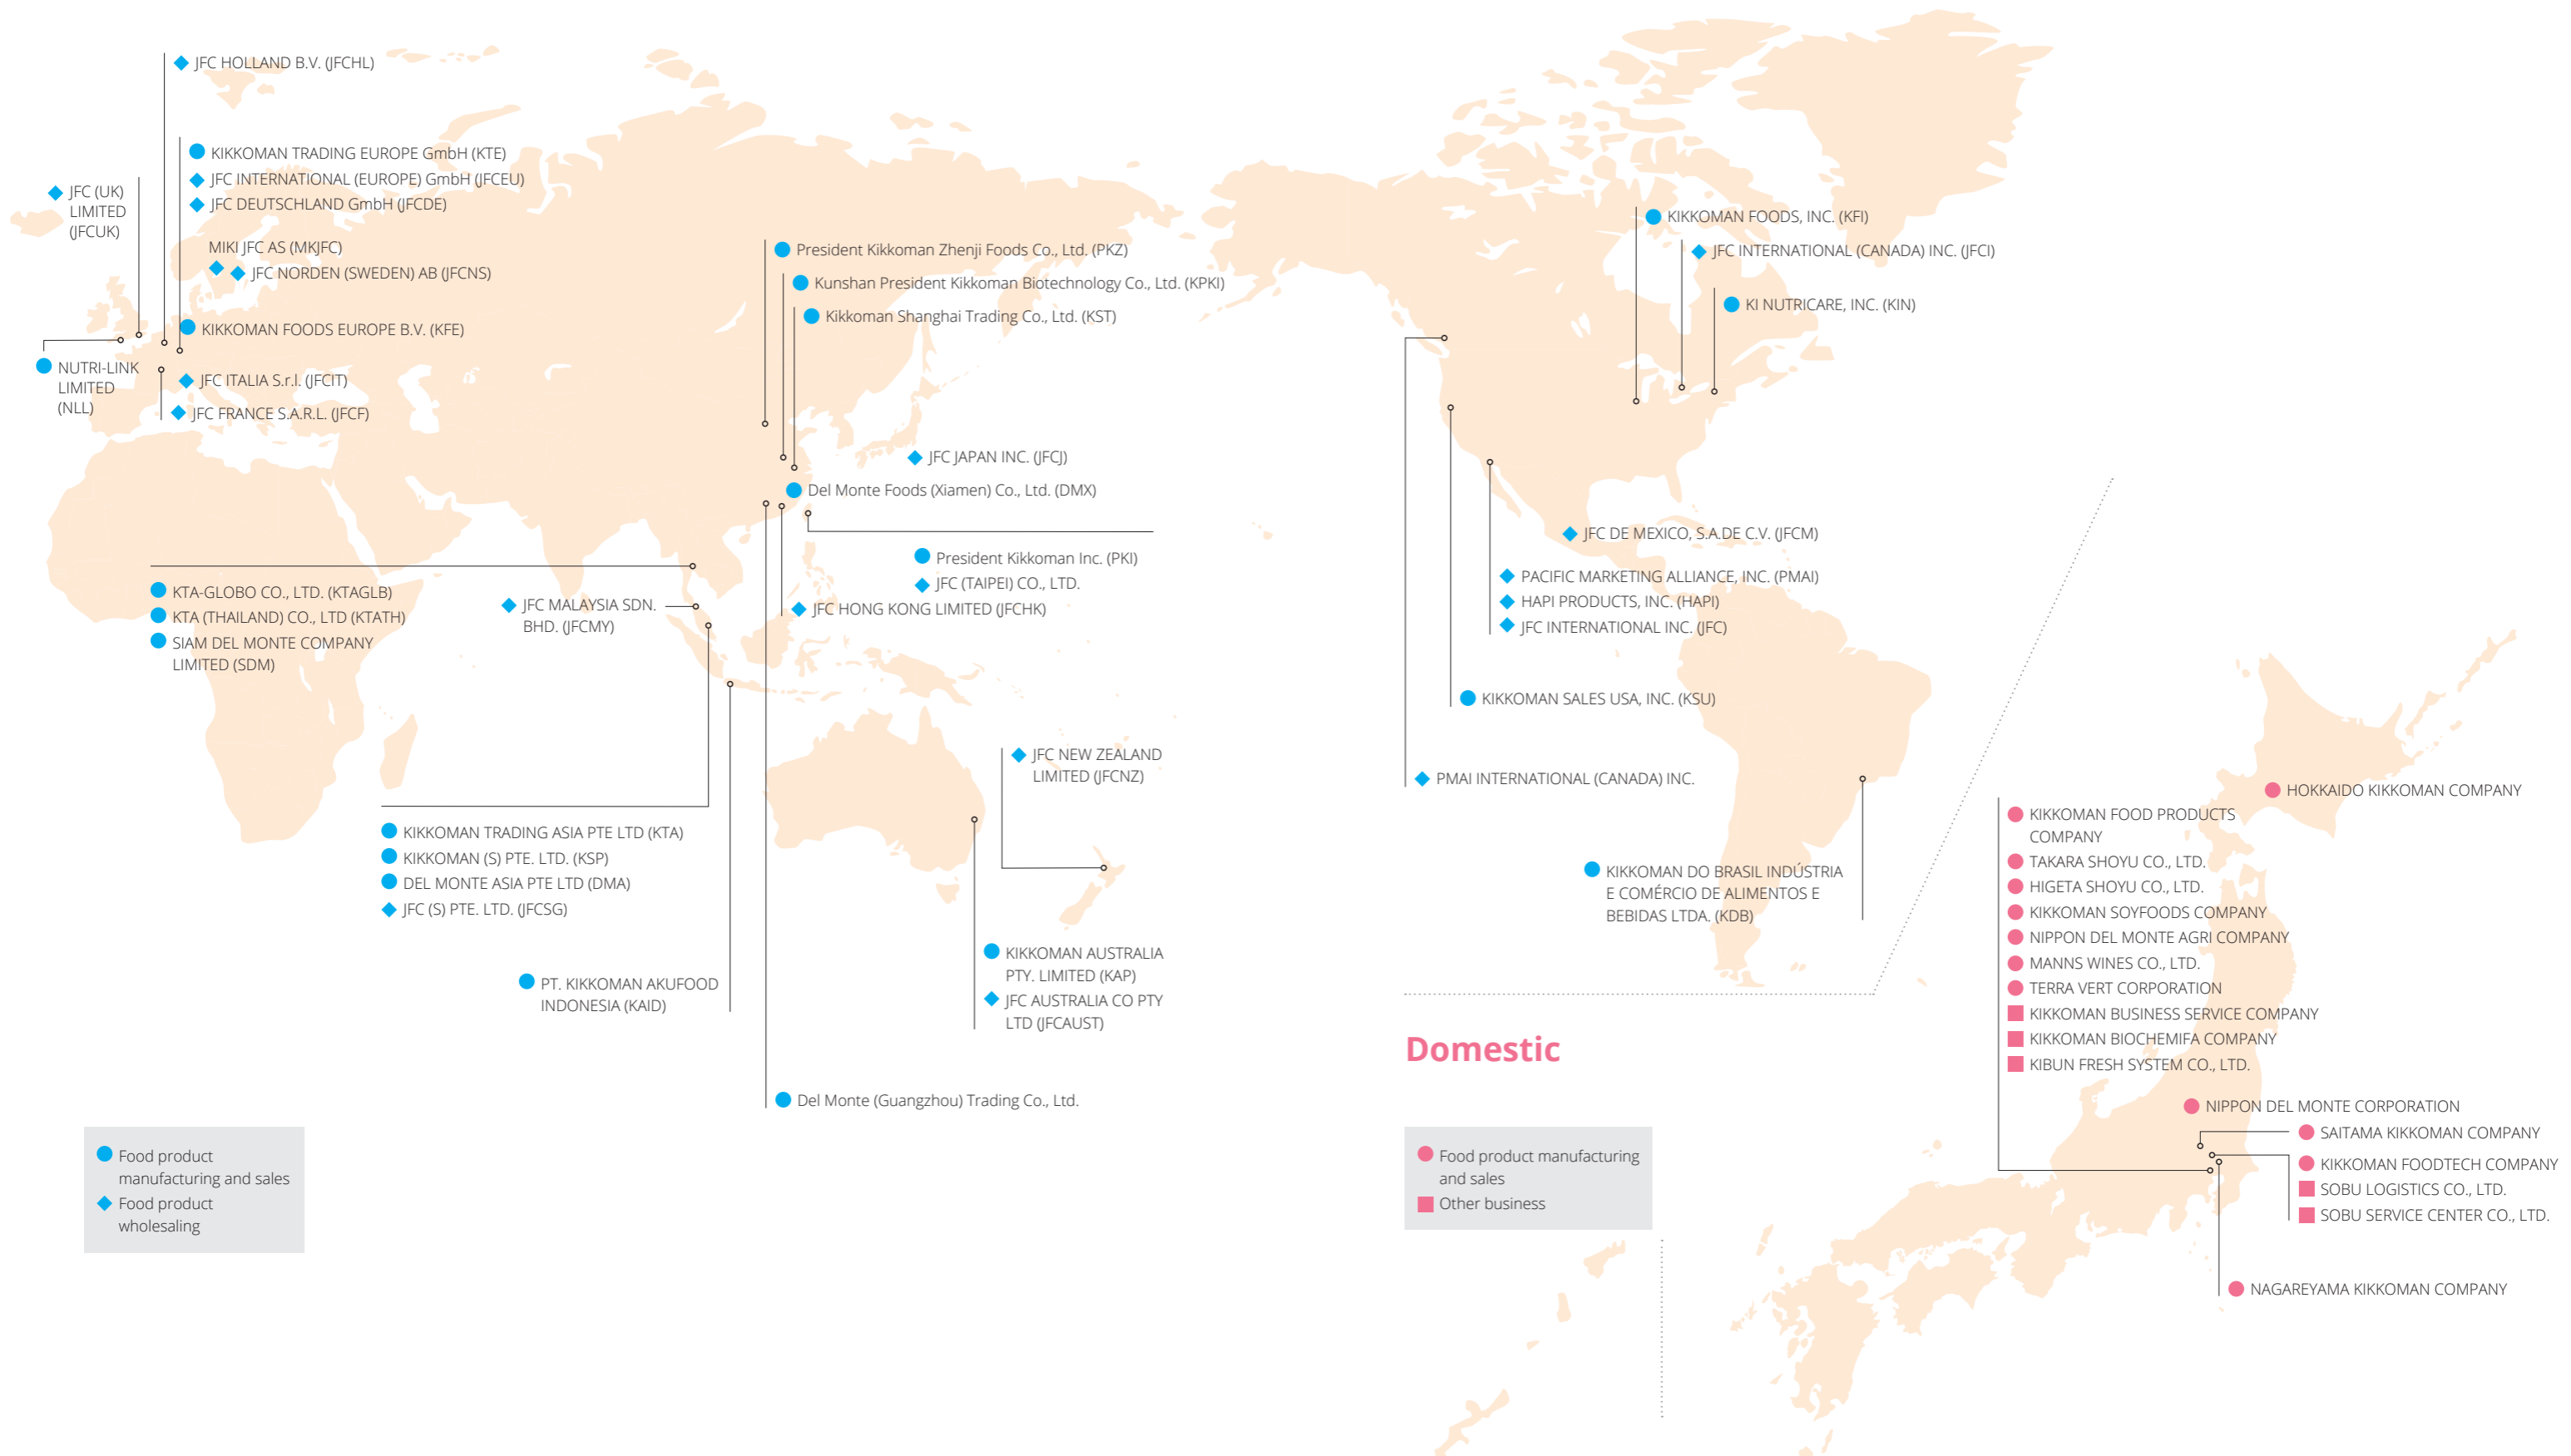 JFC HOLLAND B.V. (JFCHL)
KIKKOMAN TRADING EUROPE GmbH (KTE)
JFC INTERNATIONAL (EUROPE) GmbH (JFCEU)
JFC DEUTSCHLAND GmbH (JFCDE)
JFC (UK)
LIMITED
(JFCUK)
MIKI JFC AS (MKJFC)
JFC NORDEN (SWEDEN) AB (JFCNS)
KIKKOMAN FOODS EUROPE B.V. (KFE)
NUTRI-LINK
LIMITED
(NLL)
JFC ITALIA S.r.l. (JFCIT)
JFC FRANCE S.A.R.L. (JFCF)
President Kikkoman Zhenji Foods Co., Ltd. (PKZ)
Kunshan President Kikkoman Biotechnology Co., Ltd. (KPKI)
Kikkoman Shanghai Trading Co., Ltd. (KST)
JFC JAPAN INC. (JFCJ)
Del Monte Foods (Xiamen) Co., Ltd. (DMX)
President Kikkoman Inc. (PKI)
JFC (TAIPEI) CO., LTD.
JFC HONG KONG LIMITED (JFCHK)
KTA-GLOBO CO., LTD. (KTAGLB)
KTA (THAILAND) CO., LTD (KTATH)
SIAM DEL MONTE COMPANY
LIMITED (SDM)
JFC MALAYSIA SDN.
BHD. (JFCMY)
KIKKOMAN TRADING ASIA PTE LTD (KTA)
KIKKOMAN (S) PTE. LTD. (KSP)
DEL MONTE ASIA PTE LTD (DMA)
JFC (S) PTE. LTD. (JFCSG)
PT. KIKKOMAN AKUFOOD
INDONESIA (KAID)
JFC NEW ZEALAND
LIMITED (JFCNZ)
KIKKOMAN AUSTRALIA
PTY. LIMITED (KAP)
JFC AUSTRALIA CO PTY
LTD (JFCAUST)
Del Monte (Guangzhou) Trading Co., Ltd.
Food product
manufacturing and sales
Food product
wholesaling
KIKKOMAN FOODS, INC. (KFI)
JFC INTERNATIONAL (CANADA) INC. (JFCI)
KI NUTRICARE, INC. (KIN)
JFC DE MEXICO, S.A.DE C.V. (JFCM)
PACIFIC MARKETING ALLIANCE, INC. (PMAI)
HAPI PRODUCTS, INC. (HAPI)
JFC INTERNATIONAL INC. (JFC)
KIKKOMAN SALES USA, INC. (KSU)
PMAI INTERNATIONAL (CANADA) INC.
KIKKOMAN DO BRASIL INDÚSTRIA
E COMÉRCIO DE ALIMENTOS E
BEBIDAS LTDA. (KDB)
Domestic
Food product manufacturing
and sales
Other business
HOKKAIDO KIKKOMAN COMPANY
KIKKOMAN FOOD PRODUCTS
COMPANY
TAKARA SHOYU CO., LTD.
HIGETA SHOYU CO., LTD.
KIKKOMAN SOYFOODS COMPANY
NIPPON DEL MONTE AGRI COMPANY
MANNS WINES CO., LTD.
TERRA VERT CORPORATION
KIKKOMAN BUSINESS SERVICE COMPANY
KIKKOMAN BIOCHEMIFA COMPANY
KIBUN FRESH SYSTEM CO., LTD.
NIPPON DEL MONTE CORPORATION
SAITAMA KIKKOMAN COMPANY
KIKKOMAN FOODTECH COMPANY
SOBU LOGISTICS CO., LTD.
SOBU SERVICE CENTER CO., LTD.
NAGAREYAMA KIKKOMAN COMPANY